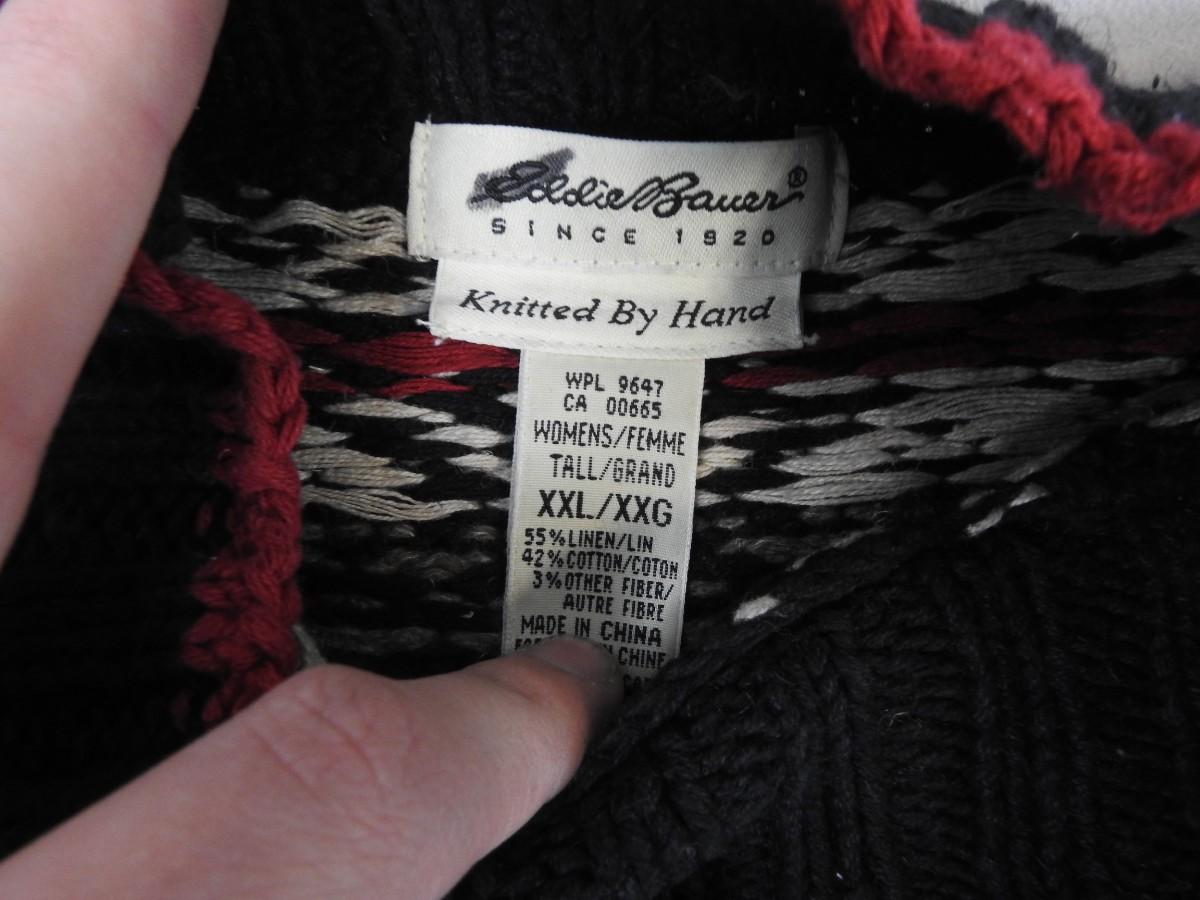 Eddie Bauer®
SINCE 1920
Knitted By Hand
WPL 9647
CA 00665
WOMENS/FEMME
TALL/GRAND
XXL/XXG
55% LINEN/LIN
42% COTTON/COTON
3% OTHER FIBER/
AUTRE FIBRE
MADE IN CHINA
CHINE